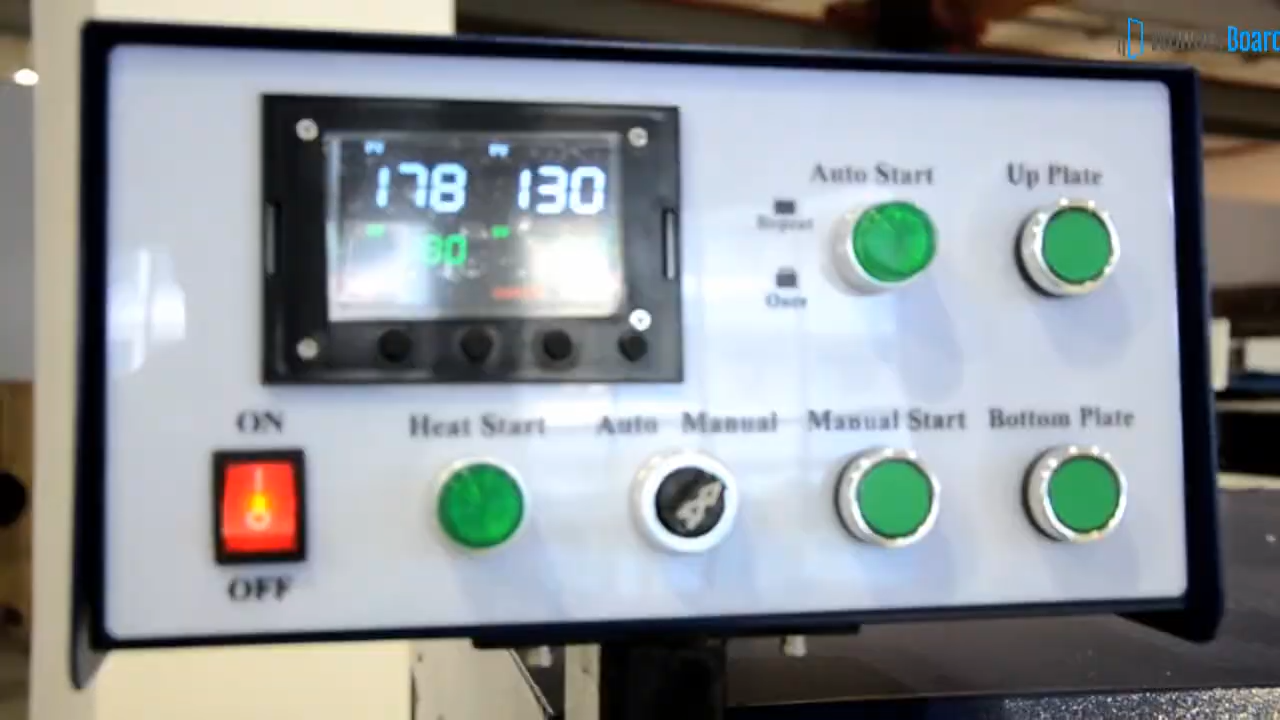 178 130
80
Auto Start
Up Plate
Repeat
Once
ON
Heat Start
Auto Manual
Manual Start
Bottom Plate
OFF
Board